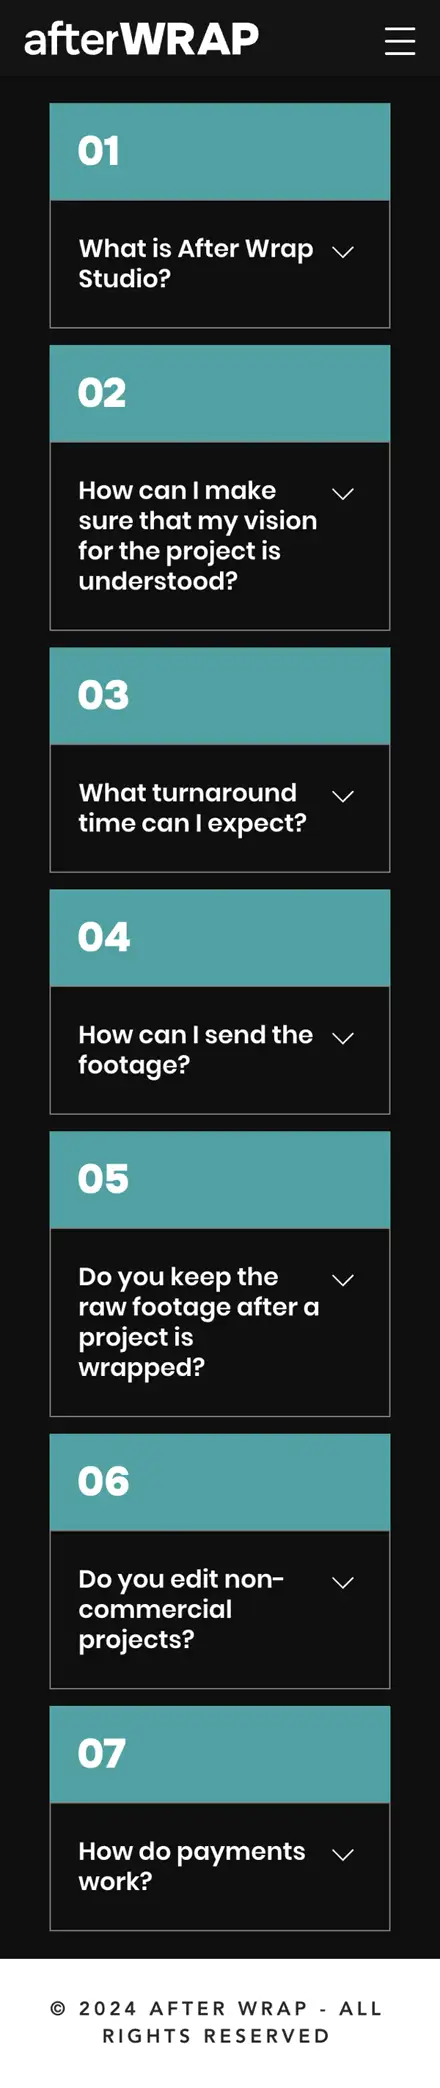 afterWRAP
01
What is After Wrap
Studio?
02
How can I make
sure that my vision
for the project is
understood?
03
What turnaround
time can I expect?
04
How can I send the
footage?
05
Do you keep the
raw footage after a
project is
wrapped?
06
Do you edit non-
commercial
projects?
07
How do payments
work?
© 2024 AFTER WRAP - ALL
RIGHTS RESERVED